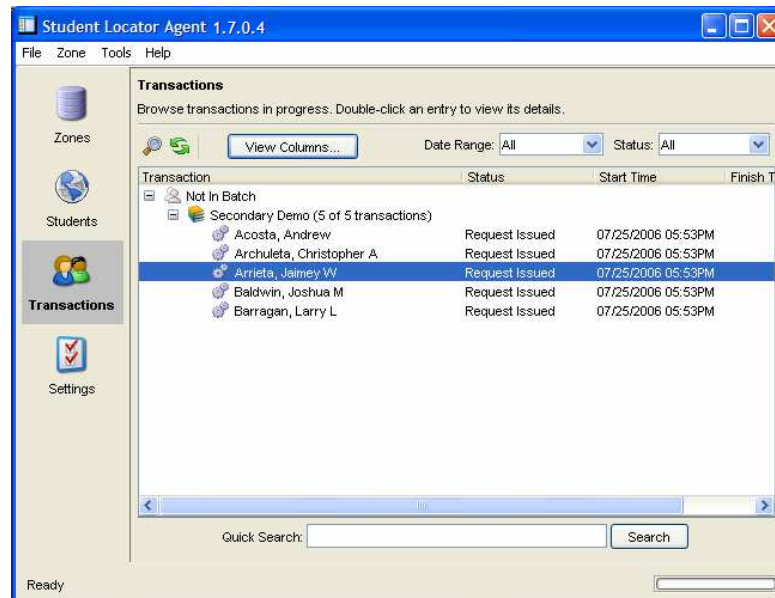 Student Locator Agent 1.7.0.4
File Zone Tools Help
Transactions
Browse transactions in progress. Double-click an entry to view its details.
Zones
View Columns... Date Range: All Status: All
Transaction Status Start Time Finish T
Not In Batch
Students
Secondary Demo (5 of 5 transactions)
Acosta, Andrew Request Issued 07/25/2006 05:53PM
Archuleta, Christopher A Request Issued 07/25/2006 05:53PM
Arrieta, Jaimey W Request Issued 07/25/2006 05:53PM
Baldwin, Joshua M Request Issued 07/25/2006 05:53PM
Transactions
Barragan, Larry L Request Issued 07/25/2006 05:53PM
Settings
Quick Search: Search
Ready